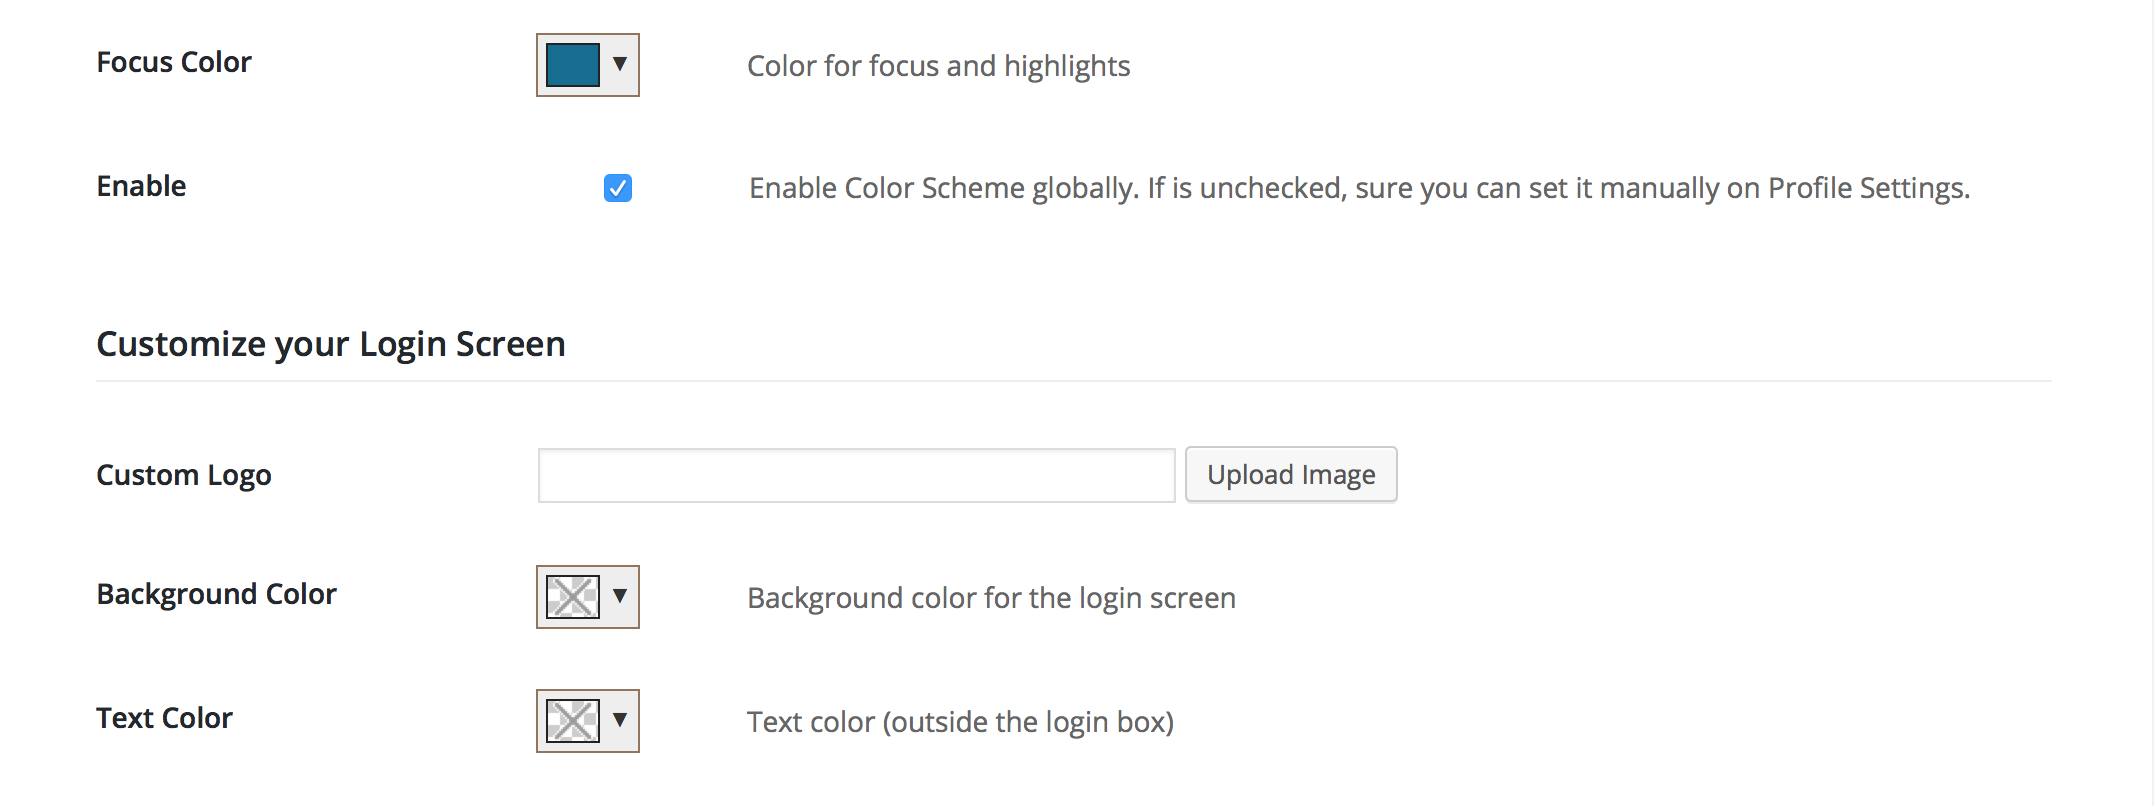 Focus Color
Color for focus and highlights
Enable
Enable Color Scheme globally. If is unchecked, sure you can set it manually on Profile Settings.
Customize your Login Screen
Custom Logo
Upload Image
Background Color
Background color for the login screen
Text Color
Text color (outside the login box)